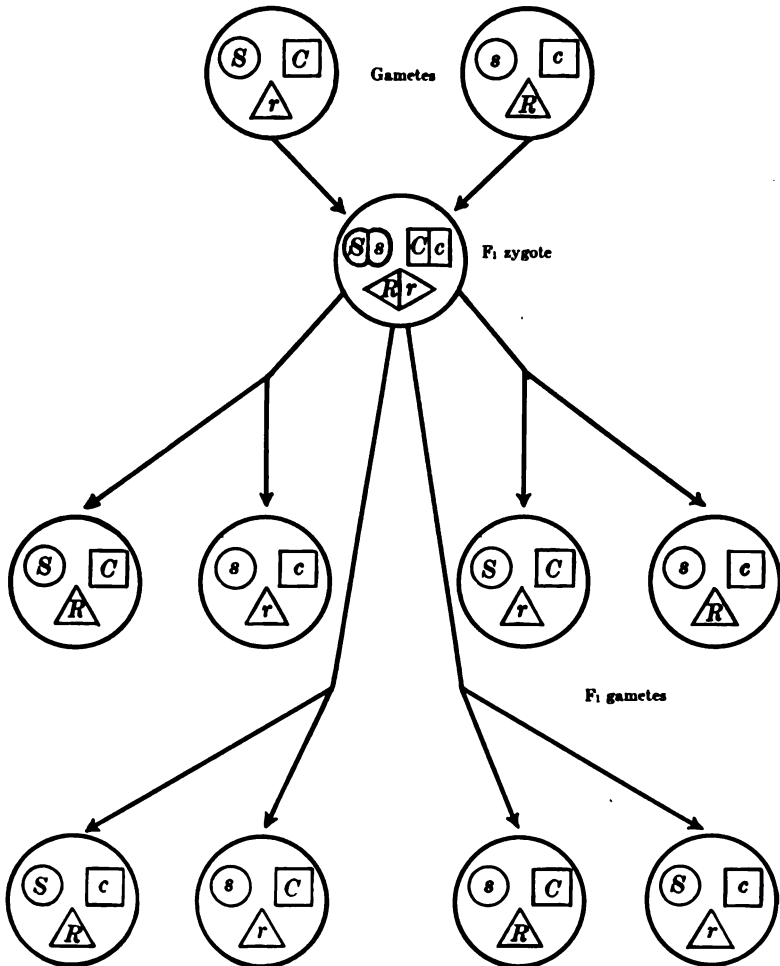 S C Gametes s c
r R
S s C c F₁ zygote
R r
S C s c S C s c
R r R r
F₁ gametes
S c s C s C S c
R r R r